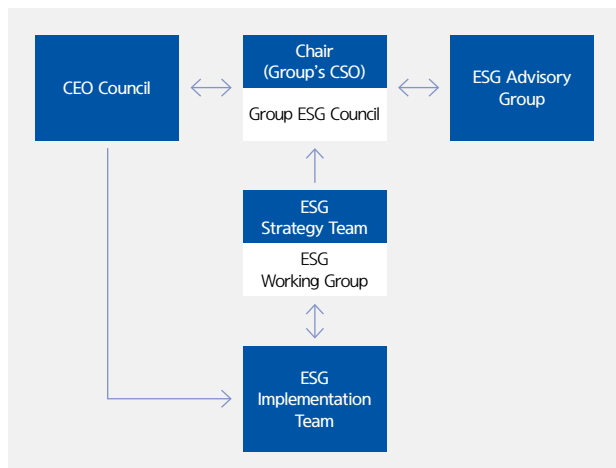 CEO Council
Chair
(Group's CSO)
Group ESG Council
ESG Advisory
Group
ESG
Strategy Team
ESG
Working Group
ESG
Implementation
Team